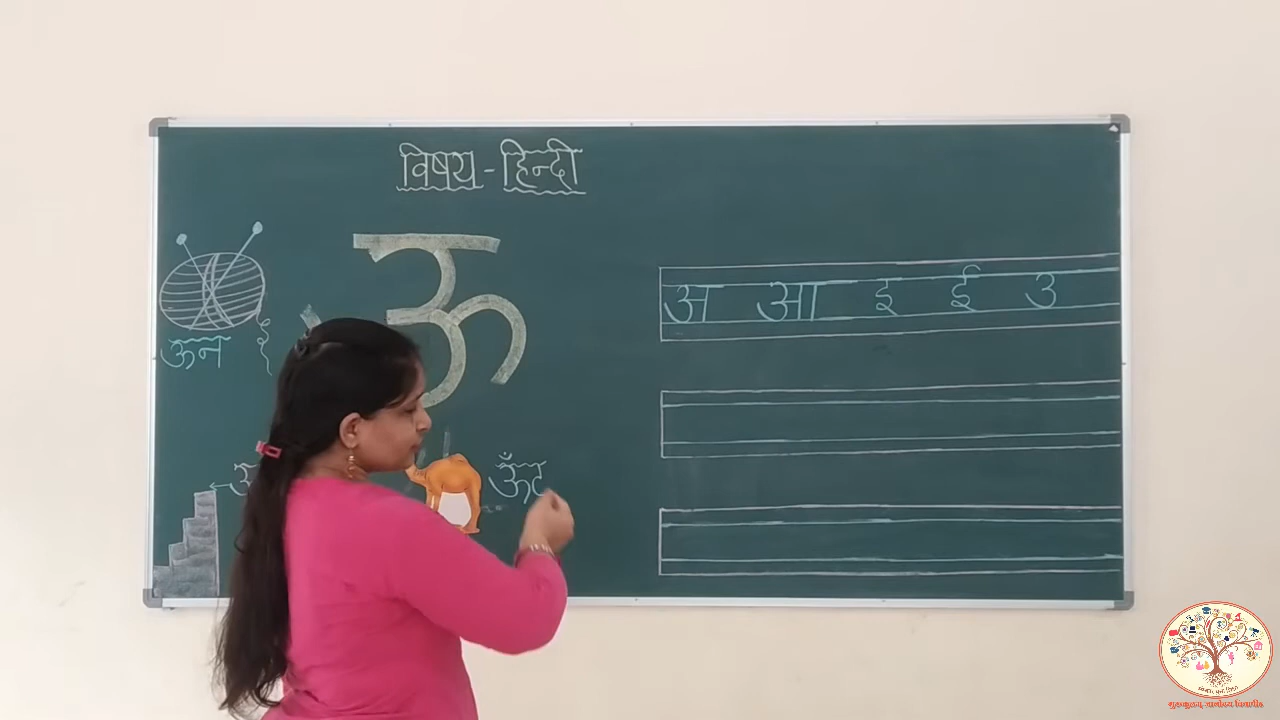 विषय - हिन्दी
ऊ
ऊन
ऊँट
अ आ इ ई उ